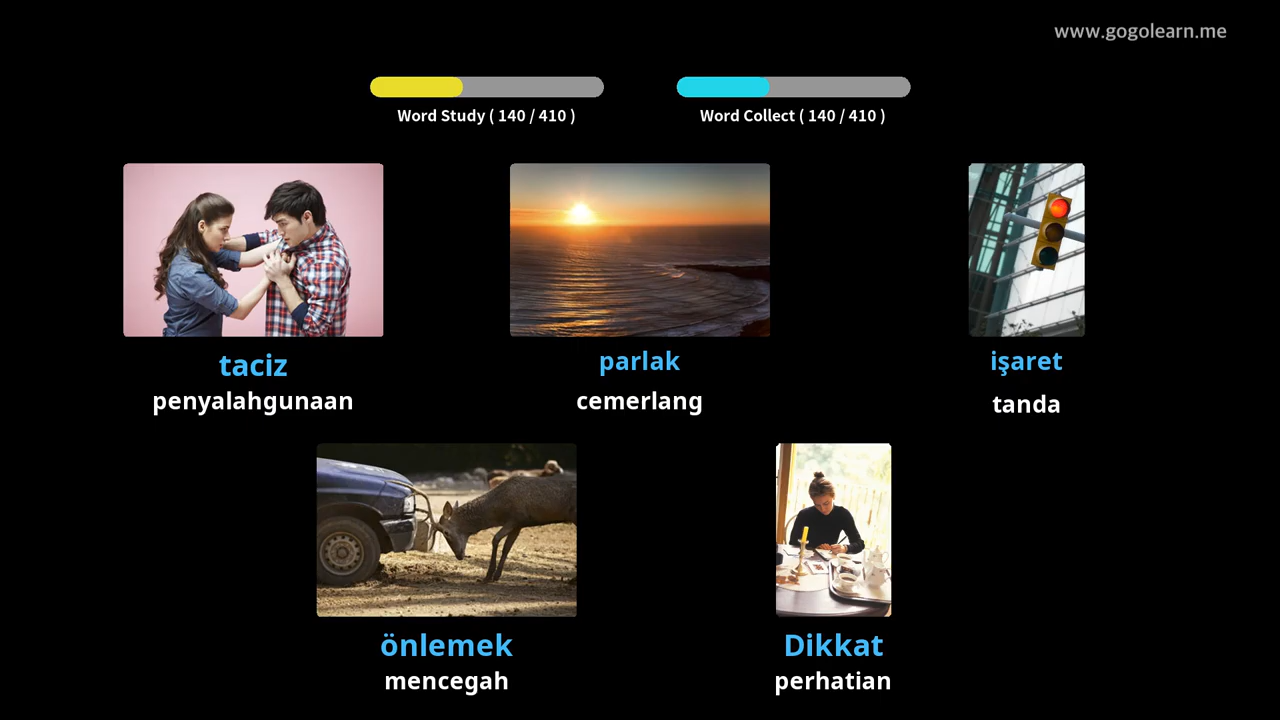 www.gogolearn.me
Word Study ( 140 / 410 )
Word Collect ( 140 / 410 )
taciz
penyalahgunaan
parlak
cemerlang
işaret
tanda
önlemek
mencegah
Dikkat
perhatian